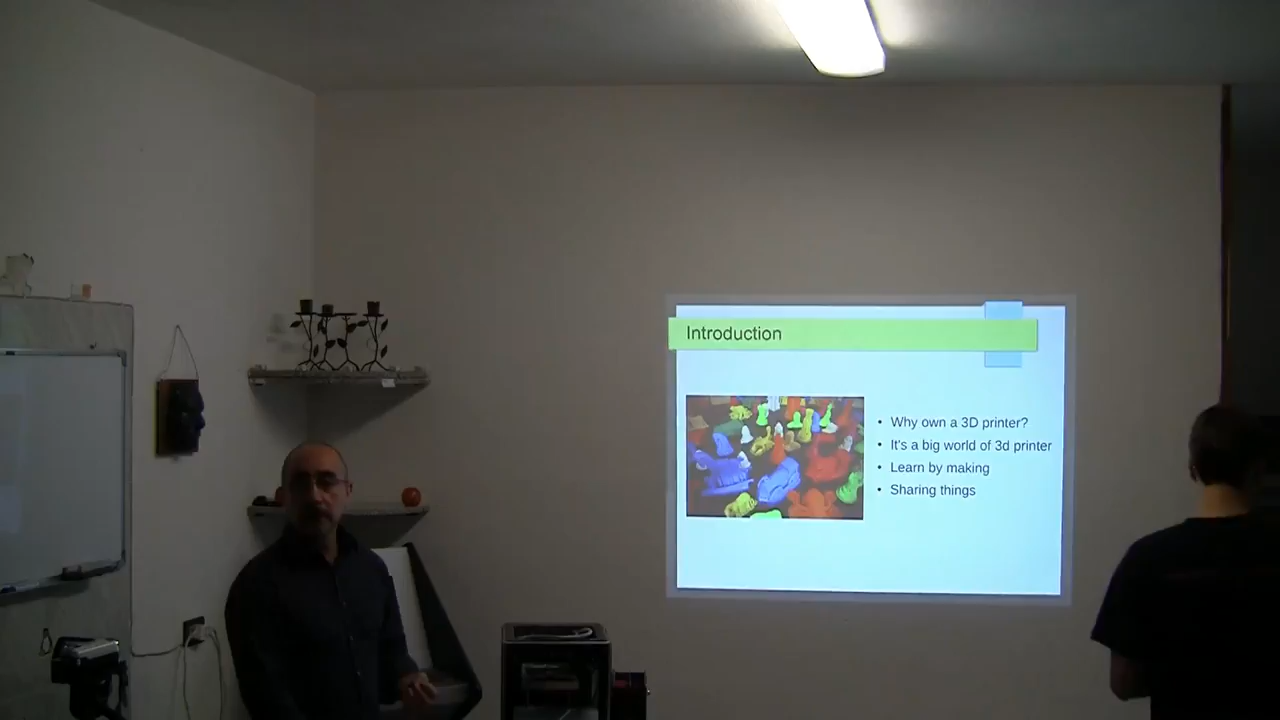 Introduction
• Why own a 3D printer?
• It's a big world of 3d printer
• Learn by making
• Sharing things